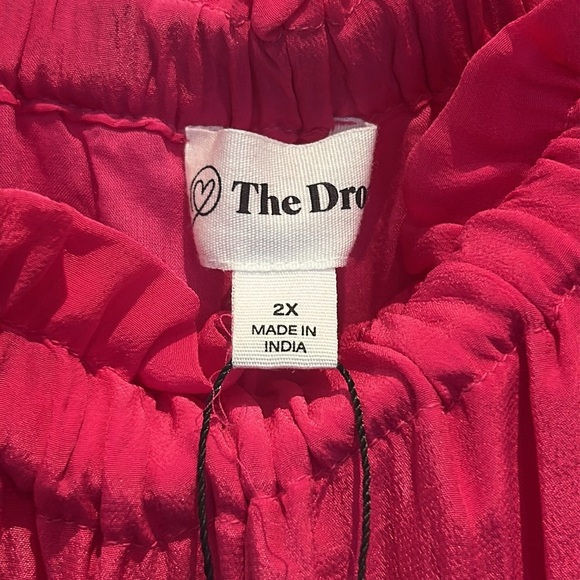 The Dro
2X
MADE IN
INDIA